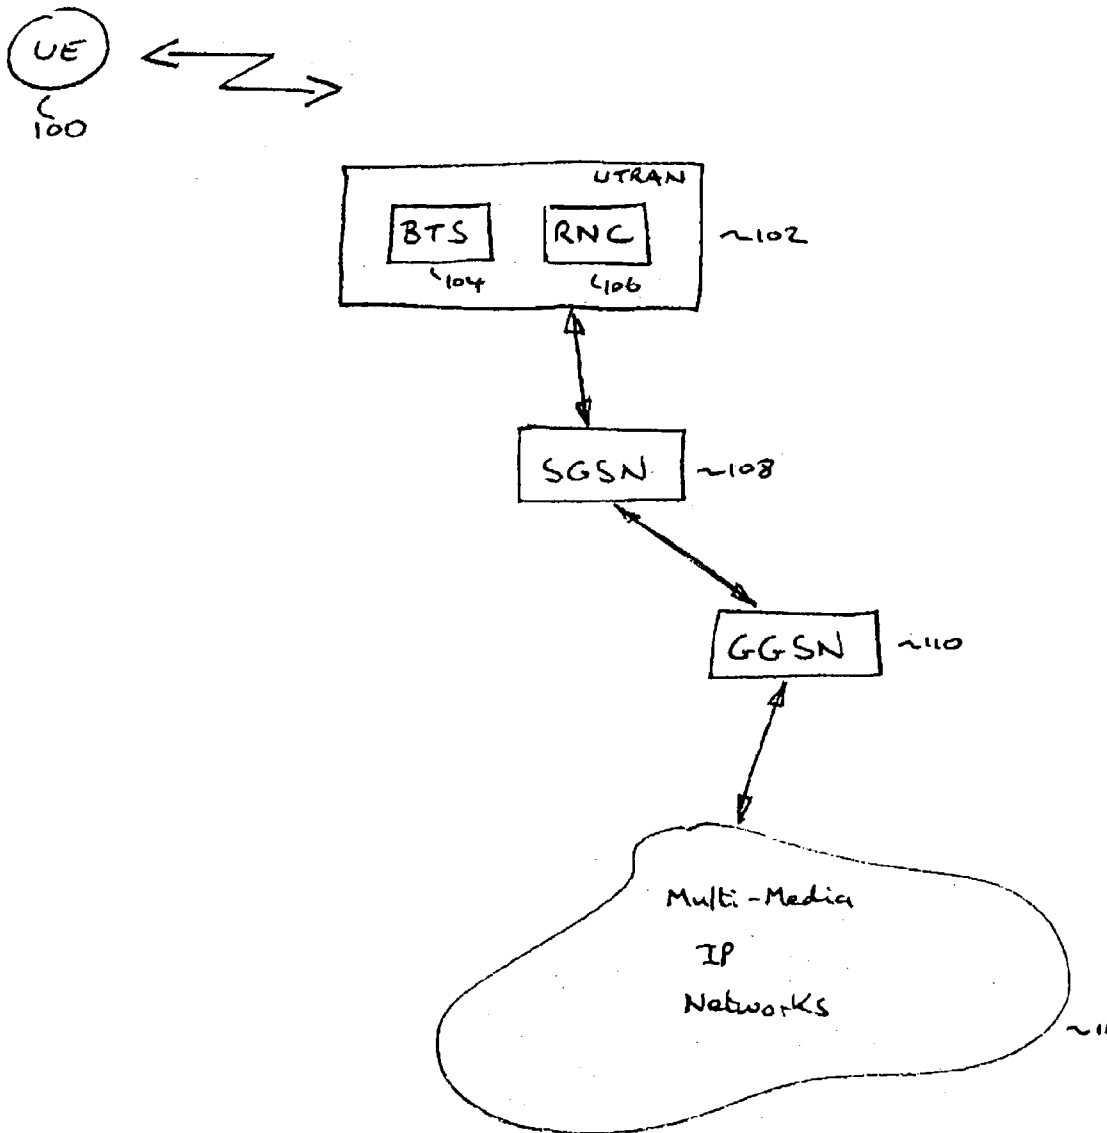 UE
100
UTRAN
BTS
RNC
~102
104
106
SGSN
~108
GGSN
~110
Multi-Media
IP
Networks